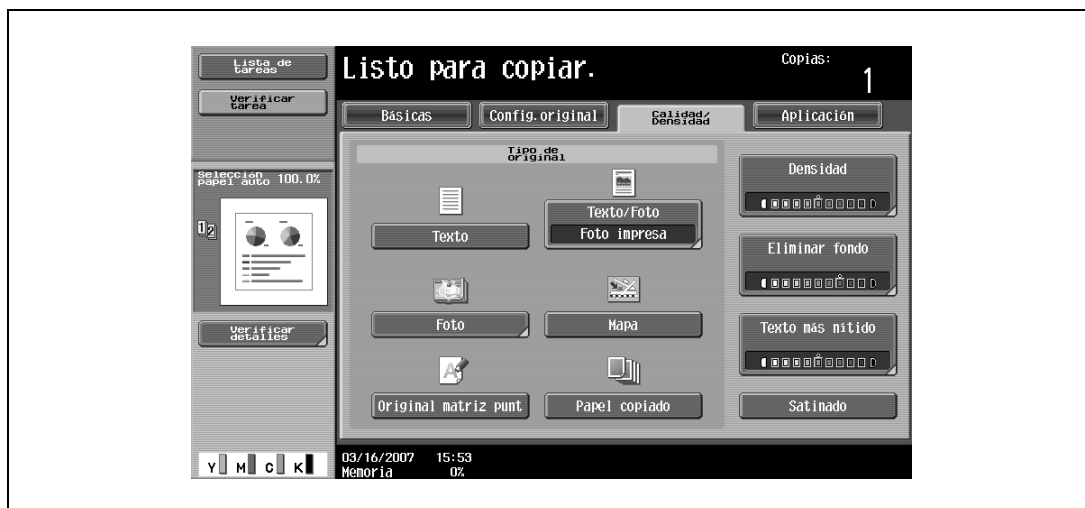 Lista de
tareas
Verificar
tarea
Listo para copiar.
Copias:
1
Básicas
Config.original
Calidad/
Densidad
Aplicación
Selección
papel auto 100.0%
1 2
Verificar
detalles
Tipo de
original
Texto
Texto/Foto
Foto impresa
Foto
Mapa
Original matriz punt
Papel copiado
Densidad
Eliminar fondo
Texto más nítido
Satinado
Y M C K
03/16/2007 15:53
Memoria 0%